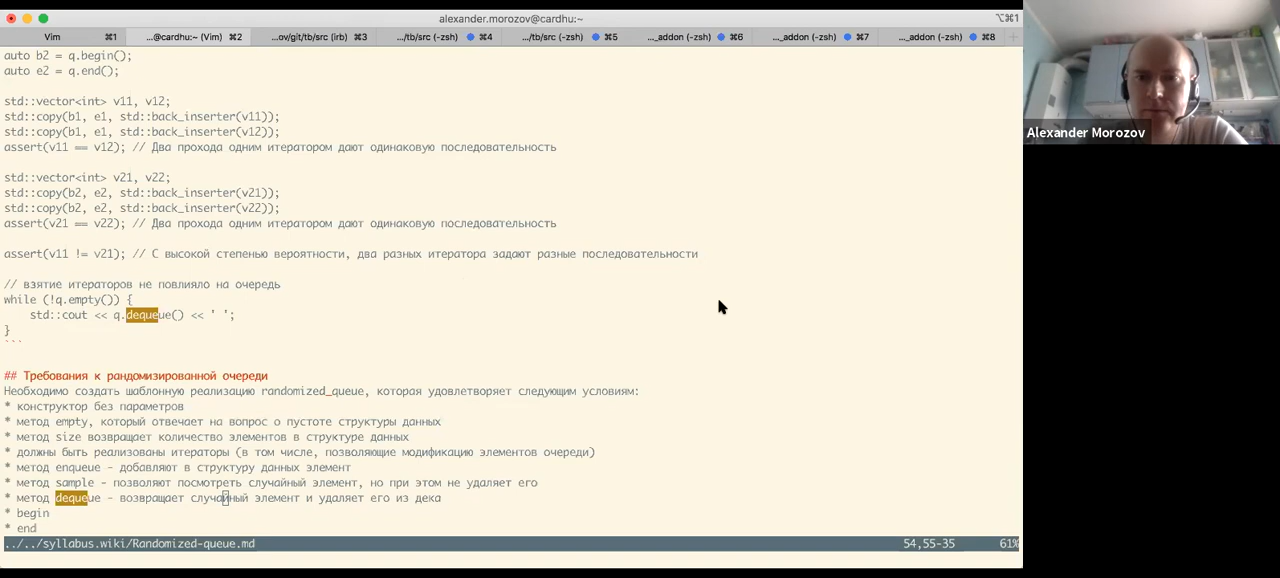 alexander.morozov@cardhu:~
⌥⌘1
Vim ⌘1 ...@cardhu:~ (Vim) ⌘2 ...ov/git/tb/src (irb) ⌘3 .../tb/src (-zsh) ⌘4 .../tb/src (-zsh) ⌘5 ..._addon (-zsh) ⌘6 ..._addon (-zsh) ⌘7 ..._addon (-zsh) ⌘8
auto b2 = q.begin();
auto e2 = q.end();
std::vector<int> v11, v12;
std::copy(b1, e1, std::back_inserter(v11));
std::copy(b1, e1, std::back_inserter(v12));
assert(v11 == v12); // Два прохода одним итератором дают одинаковую последовательность
std::vector<int> v21, v22;
std::copy(b2, e2, std::back_inserter(v21));
std::copy(b2, e2, std::back_inserter(v22));
assert(v21 == v22); // Два прохода одним итератором дают одинаковую последовательность
assert(v11 != v21); // С высокой степенью вероятности, два разных итератора задают разные последовательности
// взятие итераторов не повлияло на очередь
while (!q.empty()) {
std::cout << q.dequeue() << ' ';
}
```
## Требования к рандомизированной очереди
Необходимо создать шаблонную реализацию randomized_queue, которая удовлетворяет следующим условиям:
* конструктор без параметров
* метод empty, который отвечает на вопрос о пустоте структуры данных
* метод size возвращает количество элементов в структуре данных
* должны быть реализованы итераторы (в том числе, позволяющие модификацию элементов очереди)
* метод enqueue - добавляют в структуру данных элемент
* метод sample - позволяют посмотреть случайный элемент, но при этом не удаляет его
* метод dequeue - возвращает случайный элемент и удаляет его из дека
* begin
* end
../../syllabus.wiki/Randomized-queue.md 54,55-35 61%
Alexander Morozov